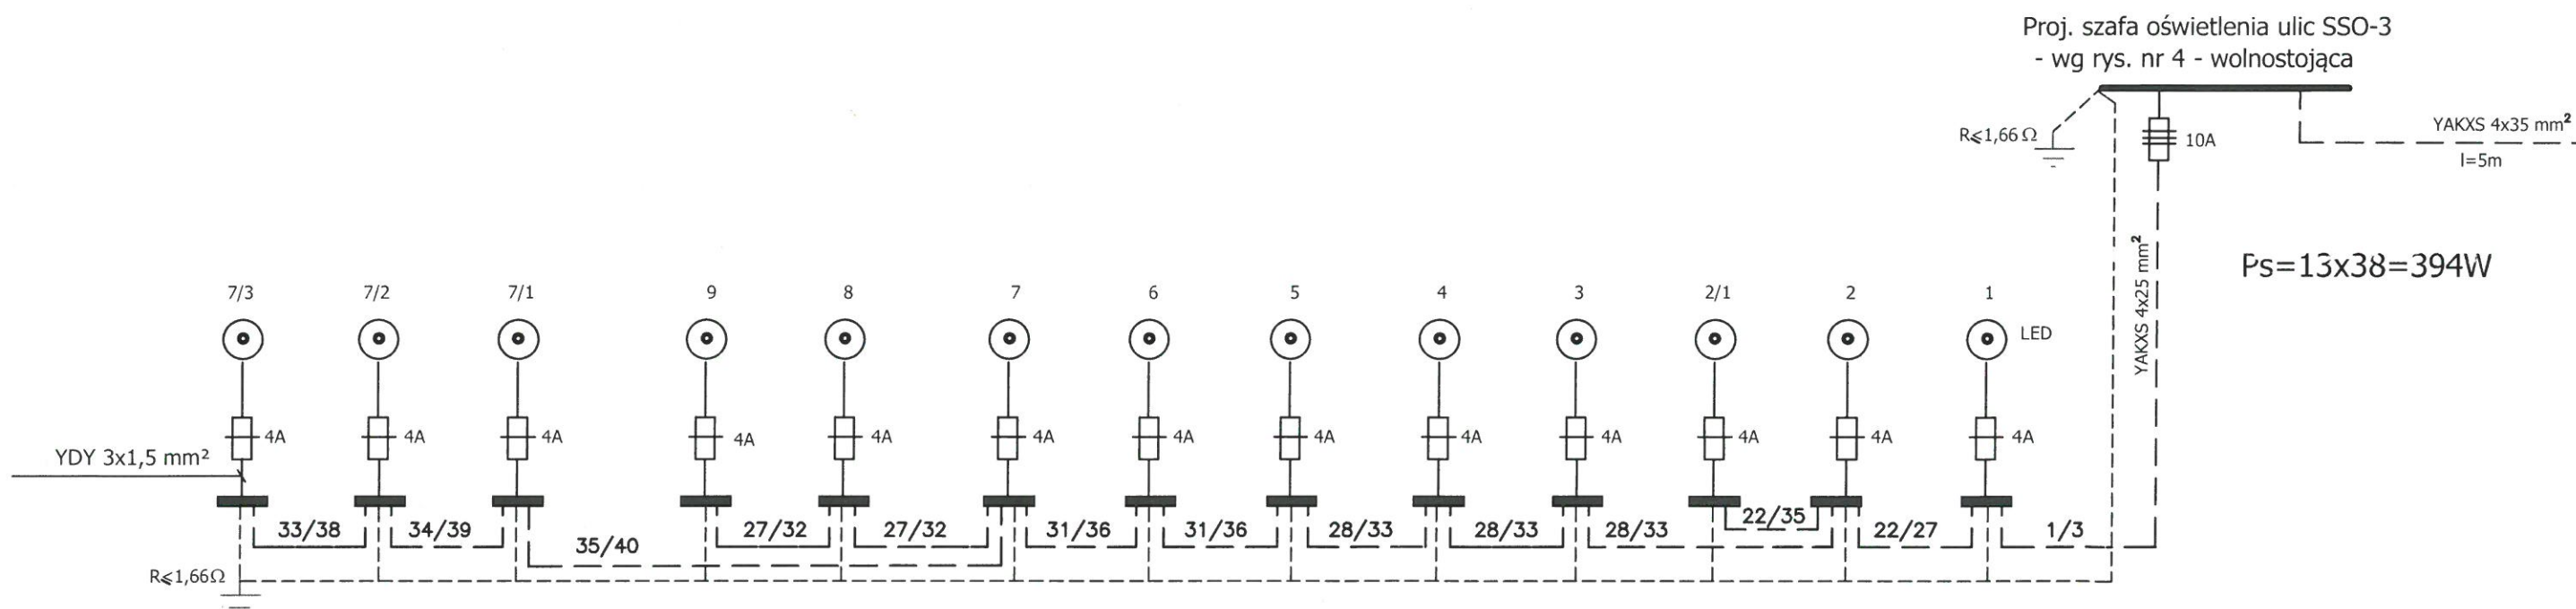 Proj. szafa oświetlenia ulic SSO-3
- wg rys. nr 4 - wolnostojąca
R⩽1,66 Ω
10A
YAKXS 4x35 mm²
l=5m
YAKXS 4x25 mm²
Ps=13x38=394W
7/3
7/2
7/1
9
8
7
6
5
4
3
2/1
2
1
LED
4A
4A
4A
4A
4A
4A
4A
4A
4A
4A
4A
4A
4A
YDY 3x1,5 mm²
33/38
34/39
35/40
27/32
27/32
31/36
31/36
28/33
28/33
28/33
22/35
22/27
1/3
R⩽1,66Ω